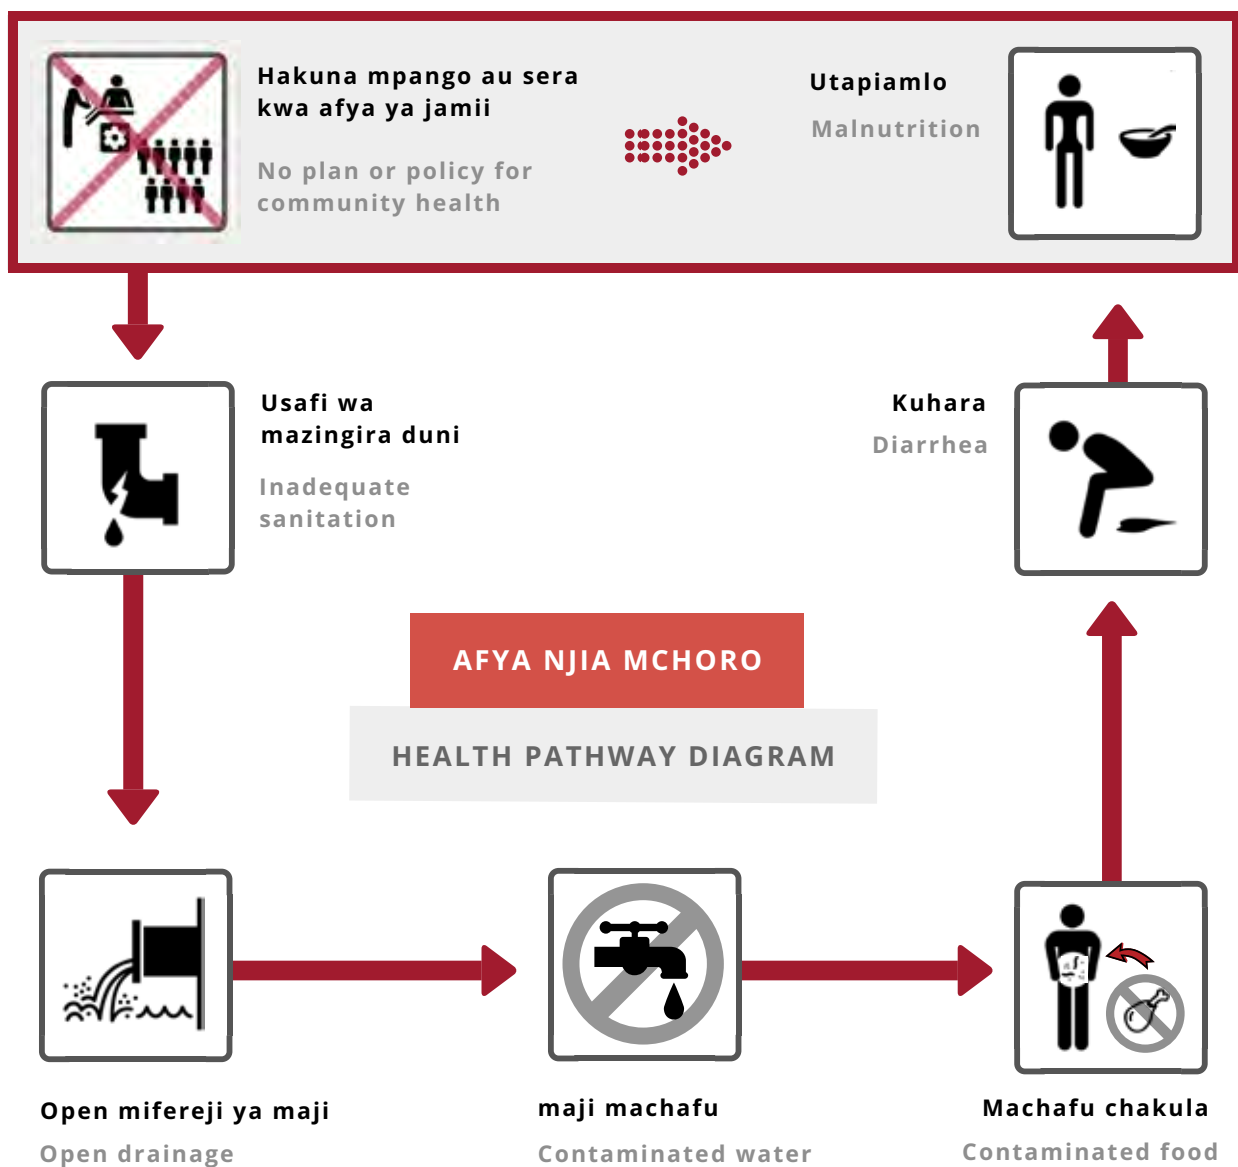 Hakuna mpango au sera
kwa afya ya jamii
No plan or policy for
community health
Utapiamlo
Malnutrition
Usafi wa
mazingira duni
Inadequate
sanitation
Kuhara
Diarrhea
AFYA NJIA MCHORO
HEALTH PATHWAY DIAGRAM
Open mifereji ya maji
Open drainage
maji machafu
Contaminated water
Machafu chakula
Contaminated food